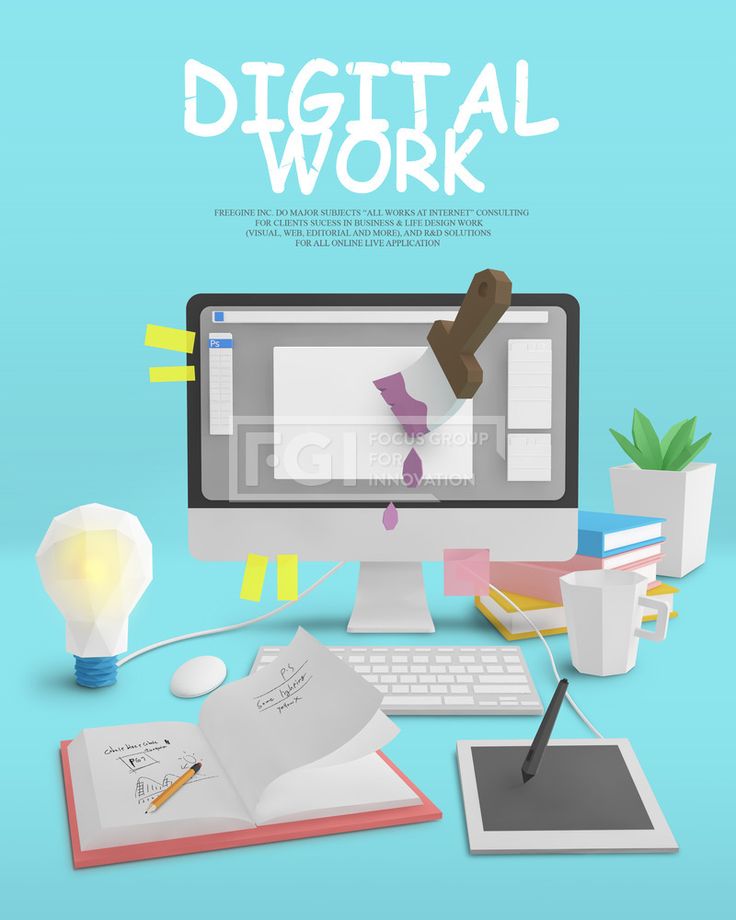 DIGITAL
WORK
FREEGINE INC. DO MAJOR SUBJECTS “ALL WORKS AT INTERNET” CONSULTING
FOR CLIENTS SUCESS IN BUSINESS & LIFE DESIGN WORK
(VISUAL, WEB, EDITORIAL AND MORE), AND R&D SOLUTIONS
FOR ALL ONLINE LIVE APPLICATION
Ps
FGI FOCUS GROUP
FOR
INNOVATION
P.S
Some lighting